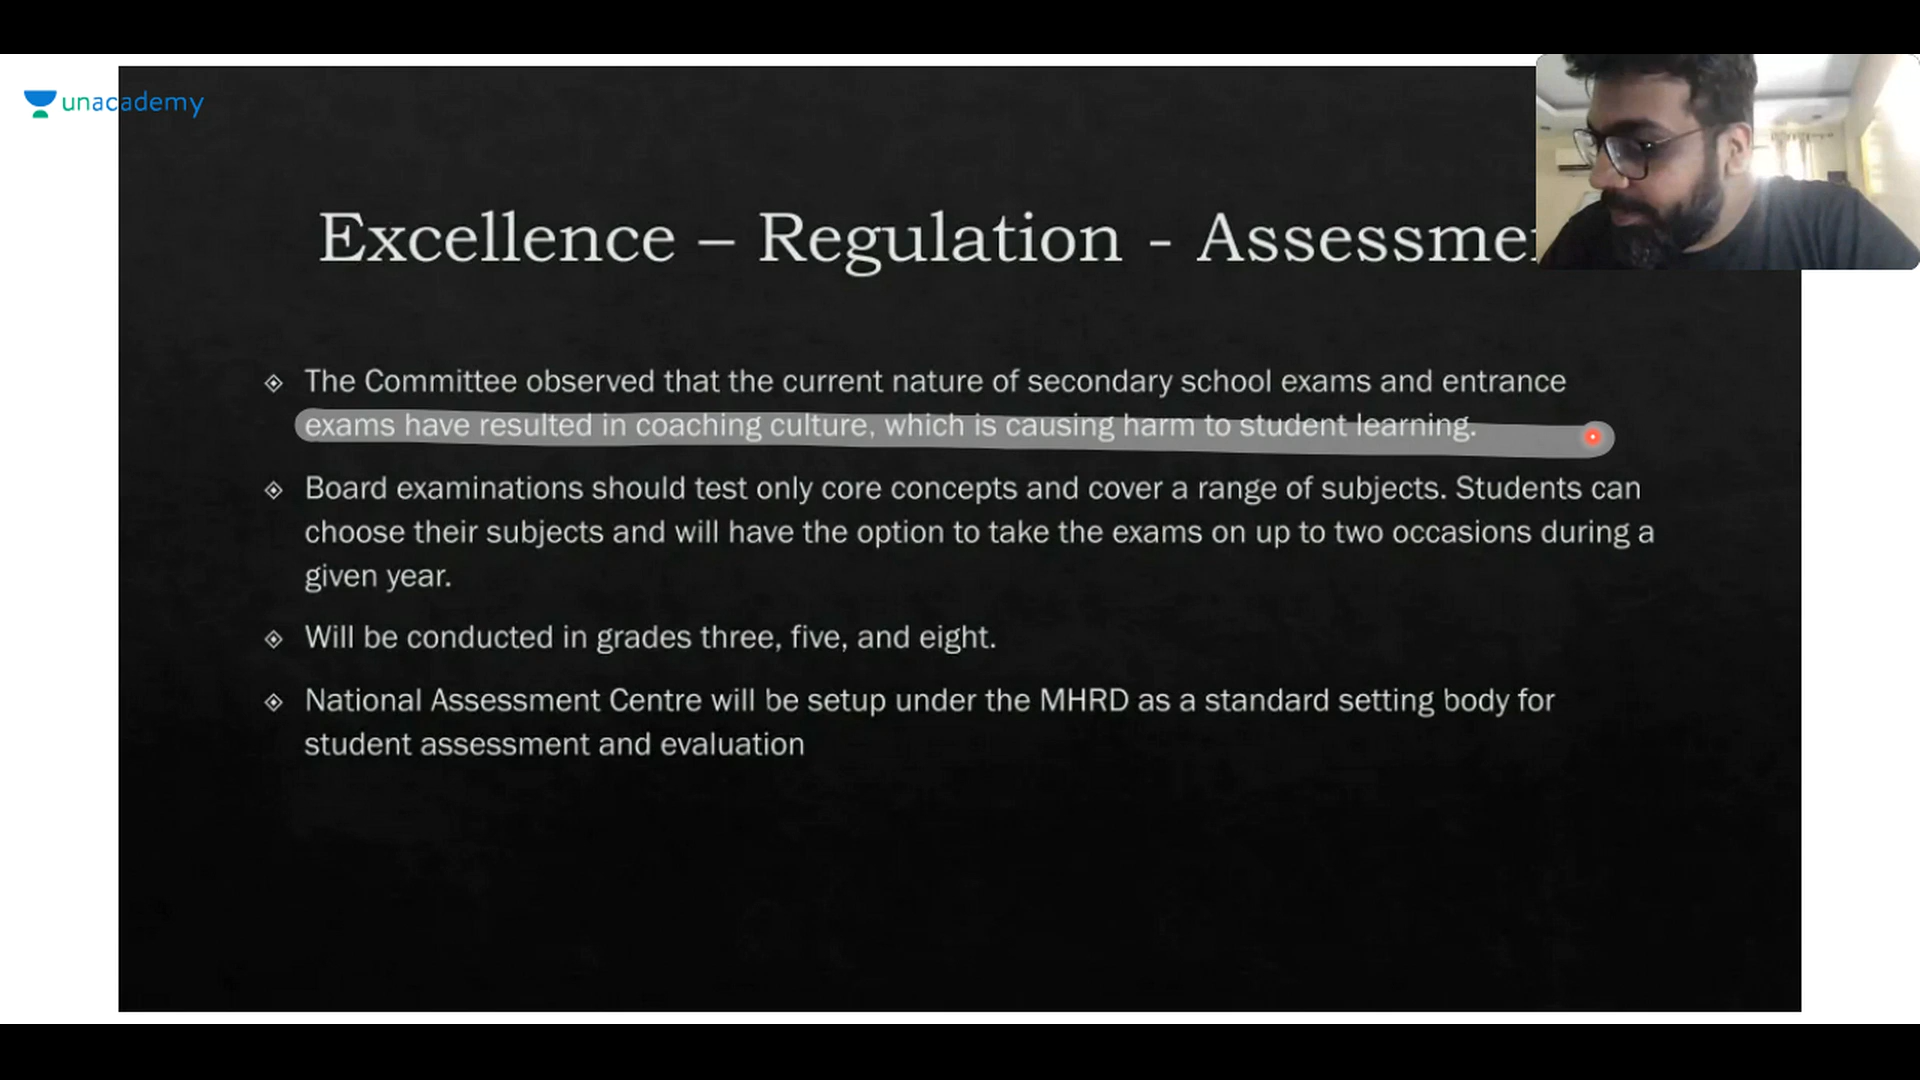 unacademy
Excellence – Regulation - Assessme
The Committee observed that the current nature of secondary school exams and entrance
exams have resulted in coaching culture, which is causing harm to student learning.
Board examinations should test only core concepts and cover a range of subjects. Students can
choose their subjects and will have the option to take the exams on up to two occasions during a
given year.
Will be conducted in grades three, five, and eight.
National Assessment Centre will be setup under the MHRD as a standard setting body for
student assessment and evaluation